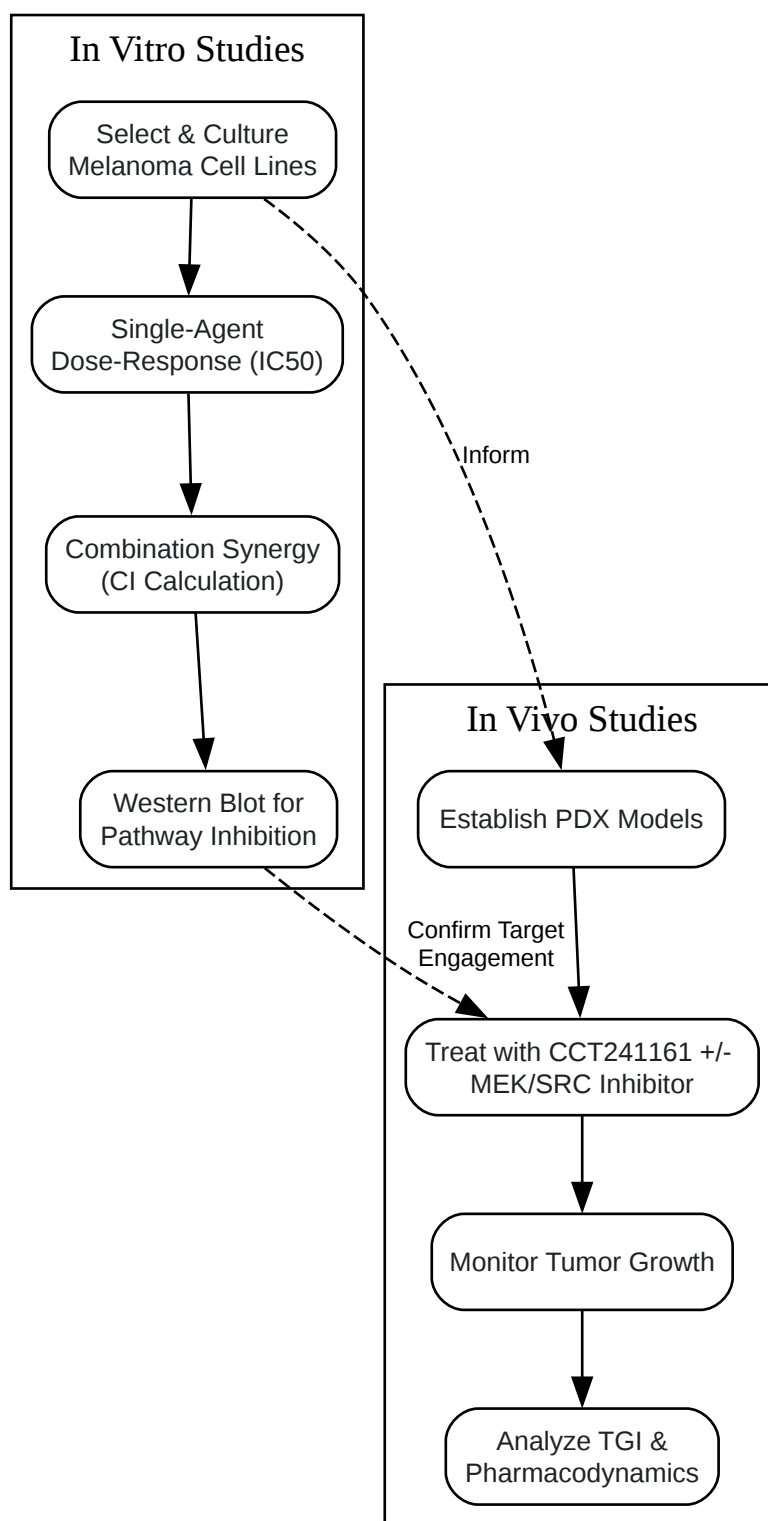 In Vitro Studies
Select & Culture
Melanoma Cell Lines
Single-Agent
Dose-Response (IC50)
Inform
Combination Synergy
(CI Calculation)
Western Blot for
Pathway Inhibition
In Vivo Studies
Establish PDX Models
Confirm Target
Engagement
Treat with CCT241161 +/-
MEK/SRC Inhibitor
Monitor Tumor Growth
Analyze TGI &
Pharmacodynamics